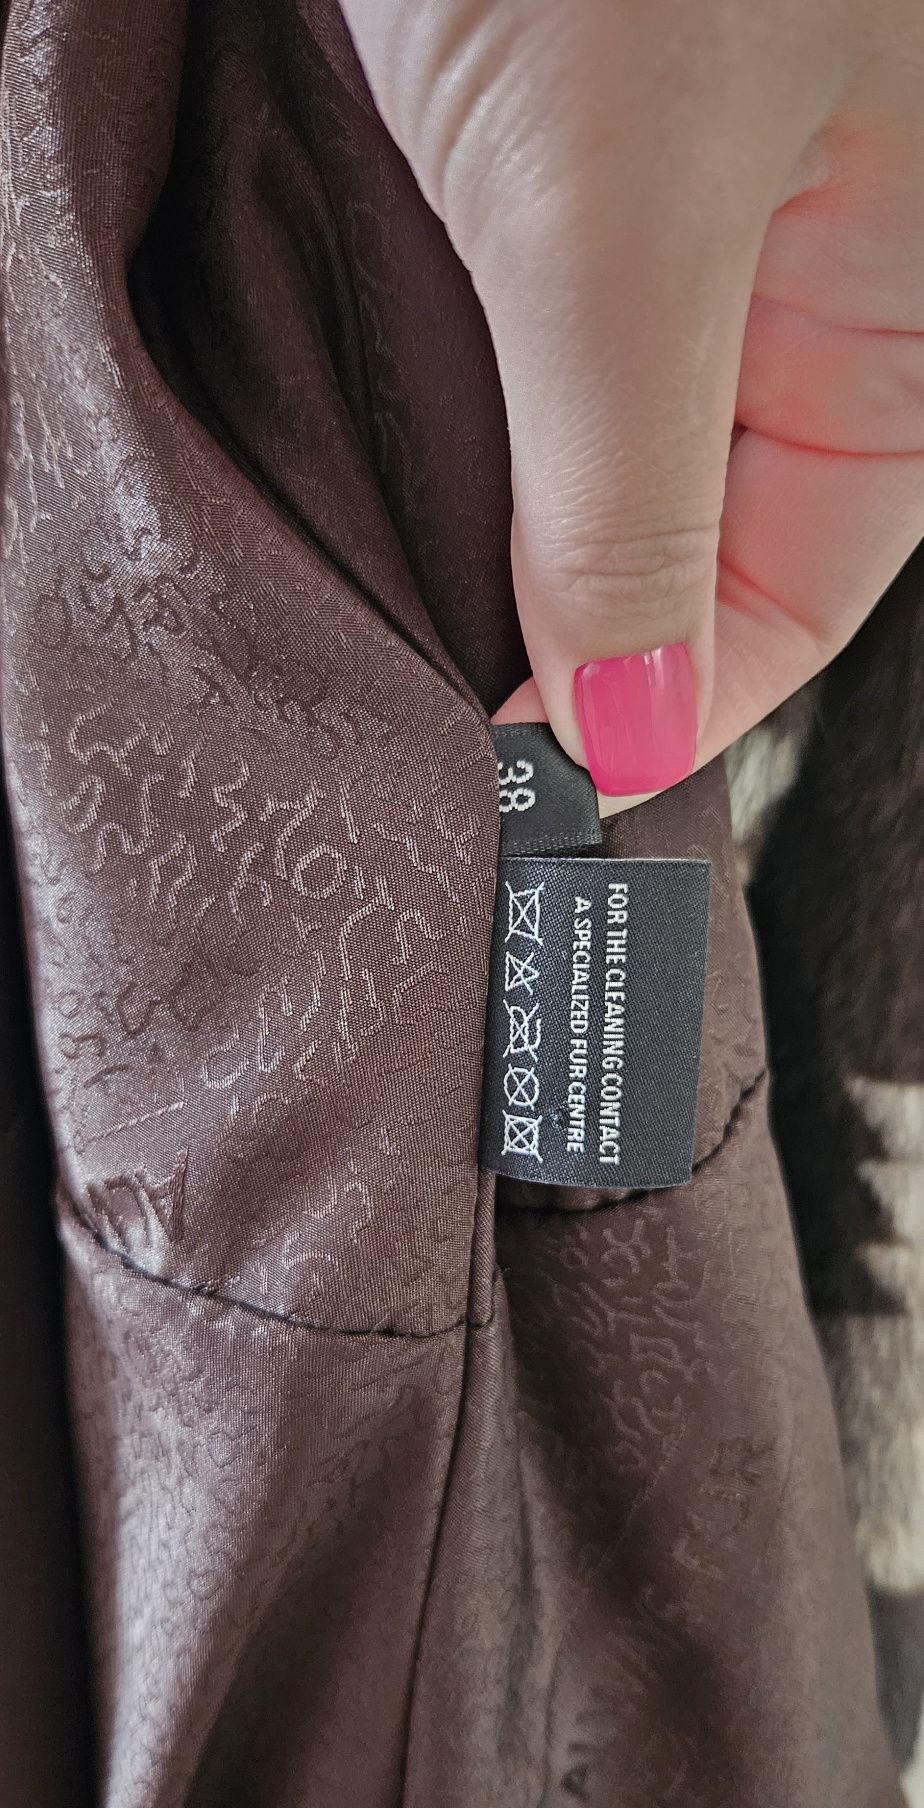 38
FOR THE CLEANING CONTACT
A SPECIALIZED FUR CENTRE